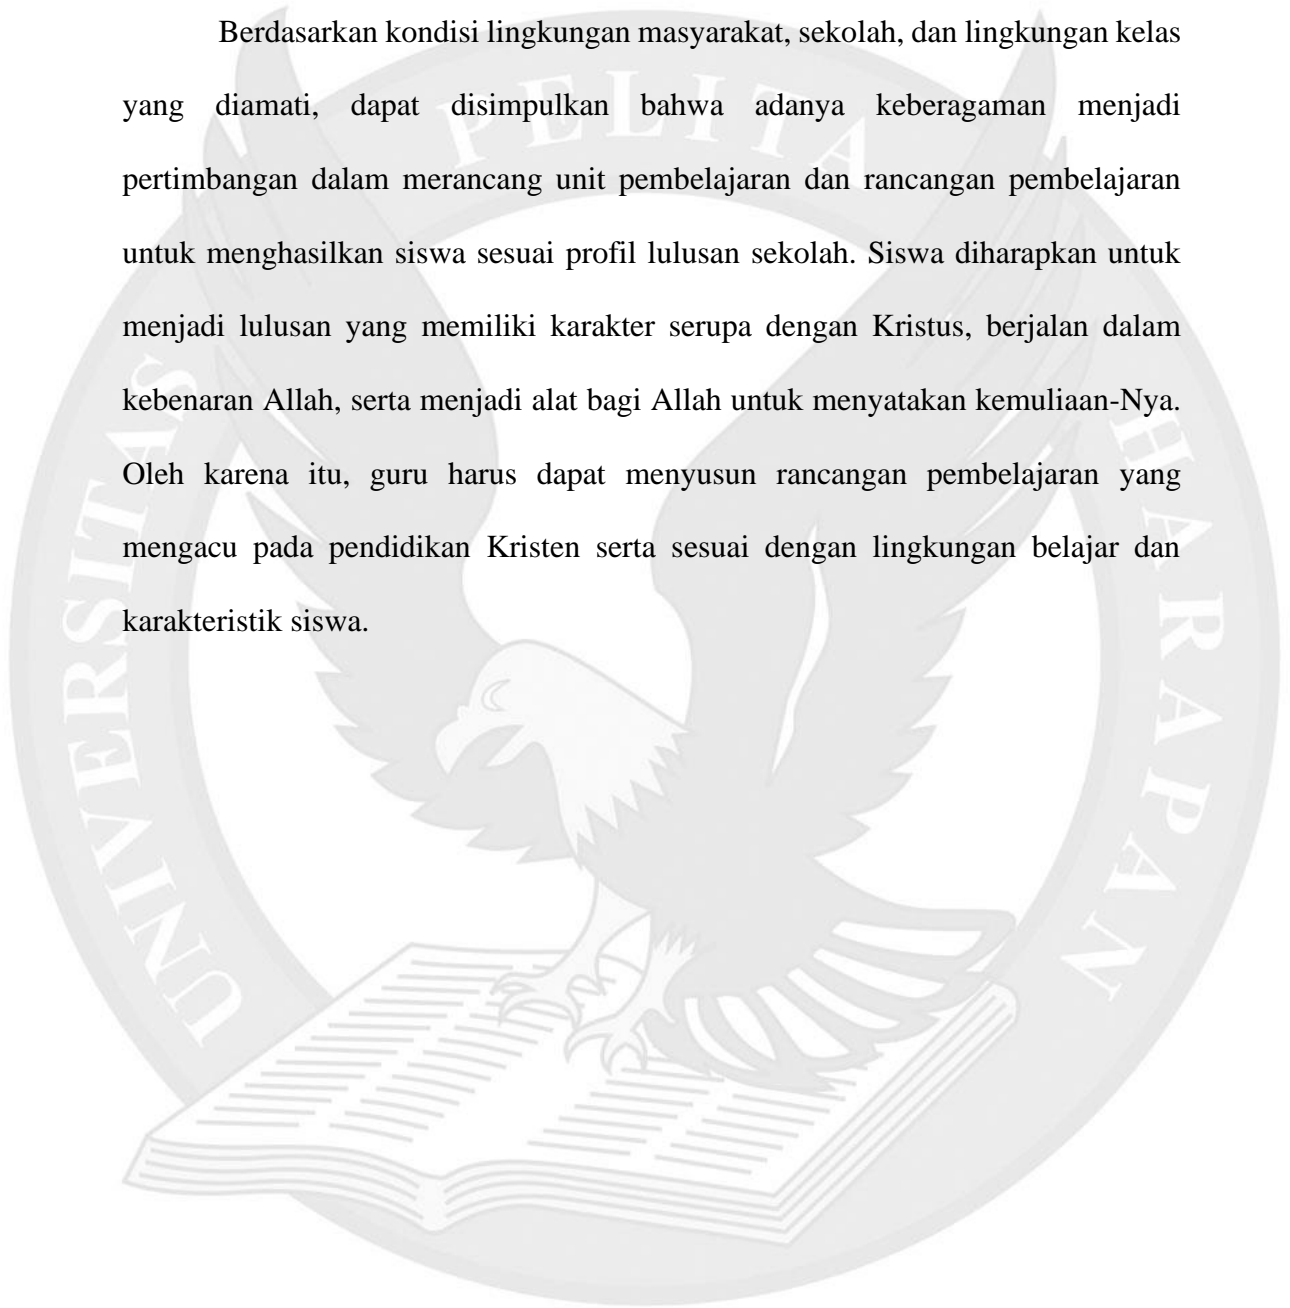 Berdasarkan kondisi lingkungan masyarakat, sekolah, dan lingkungan kelas
yang diamati, dapat disimpulkan bahwa adanya keberagaman menjadi
pertimbangan dalam merancang unit pembelajaran dan rancangan pembelajaran
untuk menghasilkan siswa sesuai profil lulusan sekolah. Siswa diharapkan untuk
menjadi lulusan yang memiliki karakter serupa dengan Kristus, berjalan dalam
kebenaran Allah, serta menjadi alat bagi Allah untuk menyatakan kemuliaan-Nya.
Oleh karena itu, guru harus dapat menyusun rancangan pembelajaran yang
mengacu pada pendidikan Kristen serta sesuai dengan lingkungan belajar dan
karakteristik siswa.
UNIVERSITAS PELITA HARAPAN